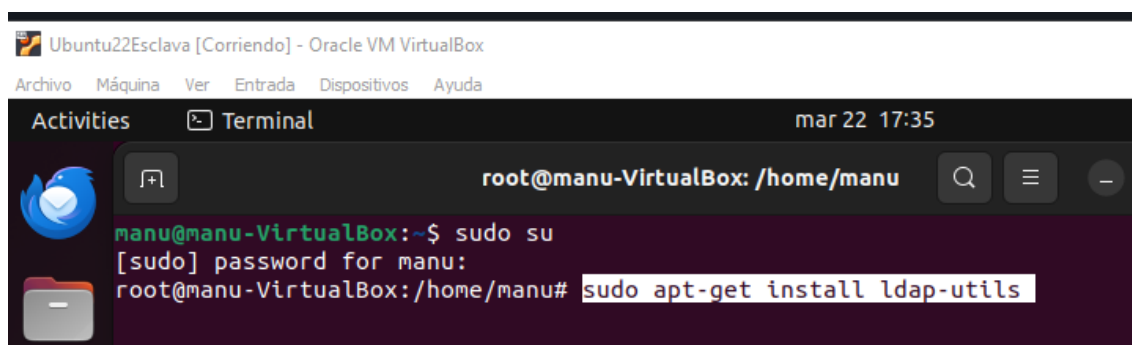 Ubuntu22Esclava [Corriendo] - Oracle VM VirtualBox
Archivo Máquina Ver Entrada Dispositivos Ayuda
Activities Terminal mar 22 17:35
root@manu-VirtualBox: /home/manu
manu@manu-VirtualBox:~$ sudo su
[sudo] password for manu:
root@manu-VirtualBox:/home/manu# sudo apt-get install ldap-utils